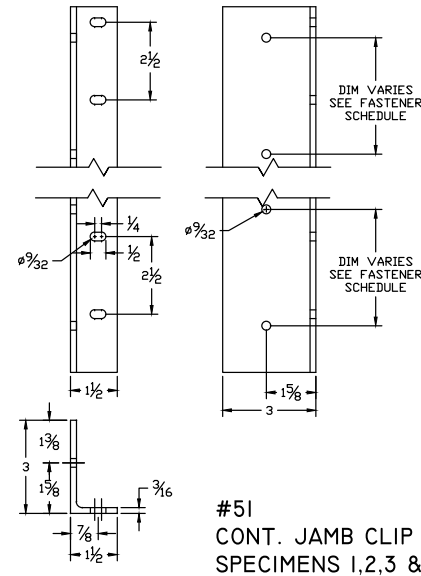 2½
DIM VARIES
SEE FASTENER
SCHEDULE
¼
ø9/32
½
2½
ø9/32
DIM VARIES
SEE FASTENER
SCHEDULE
1½
1⅝
3
1⅜
3
1⅝
3/16
⅞
1½
#51
CONT. JAMB CLIP
SPECIMENS 1,2,3 &